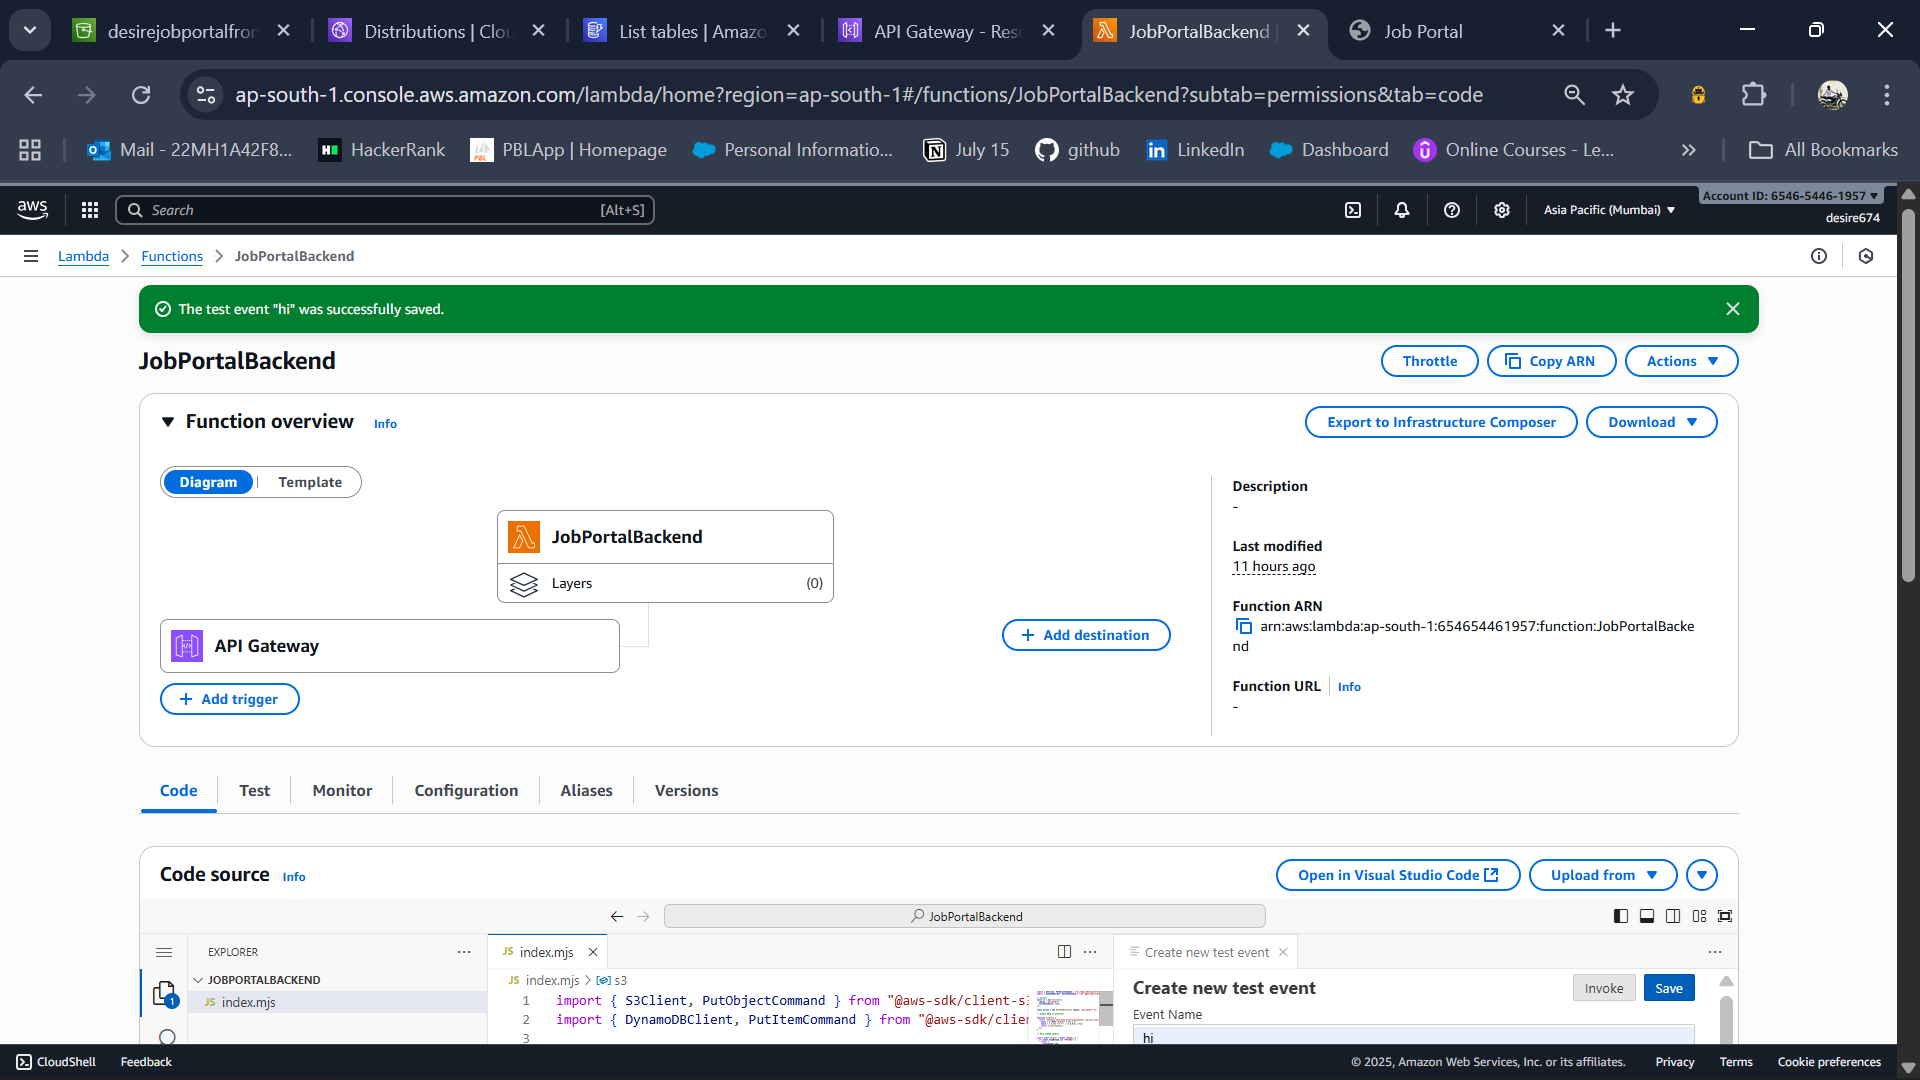 desirejobportalfror
Distributions | Clou
List tables | Amazo
API Gateway - Reso
JobPortalBackend
Job Portal
ap-south-1.console.aws.amazon.com/lambda/home?region=ap-south-1#/functions/JobPortalBackend?subtab=permissions&tab=code
Mail - 22MH1A42F8...
HackerRank
PBLApp | Homepage
Personal Informatio...
July 15
github
LinkedIn
Dashboard
Online Courses - Le...
All Bookmarks
aws
Search
[Alt+S]
Asia Pacific (Mumbai)
Account ID: 6546-5446-1957
desire674
Lambda
Functions
JobPortalBackend
The test event "hi" was successfully saved.
JobPortalBackend
Throttle
Copy ARN
Actions
Function overview
Info
Export to Infrastructure Composer
Download
Diagram
Template
JobPortalBackend
Layers
(0)
API Gateway
Add trigger
Add destination
Description
-
Last modified
11 hours ago
Function ARN
arn:aws:lambda:ap-south-1:654654461957:function:JobPortalBacke
nd
Function URL
Info
-
Code
Test
Monitor
Configuration
Aliases
Versions
Code source
Info
Open in Visual Studio Code
Upload from
JobPortalBackend
EXPLORER
JOBPORTALBACKEND
JS index.mjs
JS index.mjs
JS index.mjs > s3
1 import { S3Client, PutObjectCommand } from "@aws-sdk/client-s3
2 import { DynamoDBClient, PutItemCommand } from "@aws-sdk/clier
3
Create new test event
Create new test event
Invoke
Save
Event Name
hi
1
CloudShell
Feedback
© 2025, Amazon Web Services, Inc. or its affiliates.
Privacy
Terms
Cookie preferences